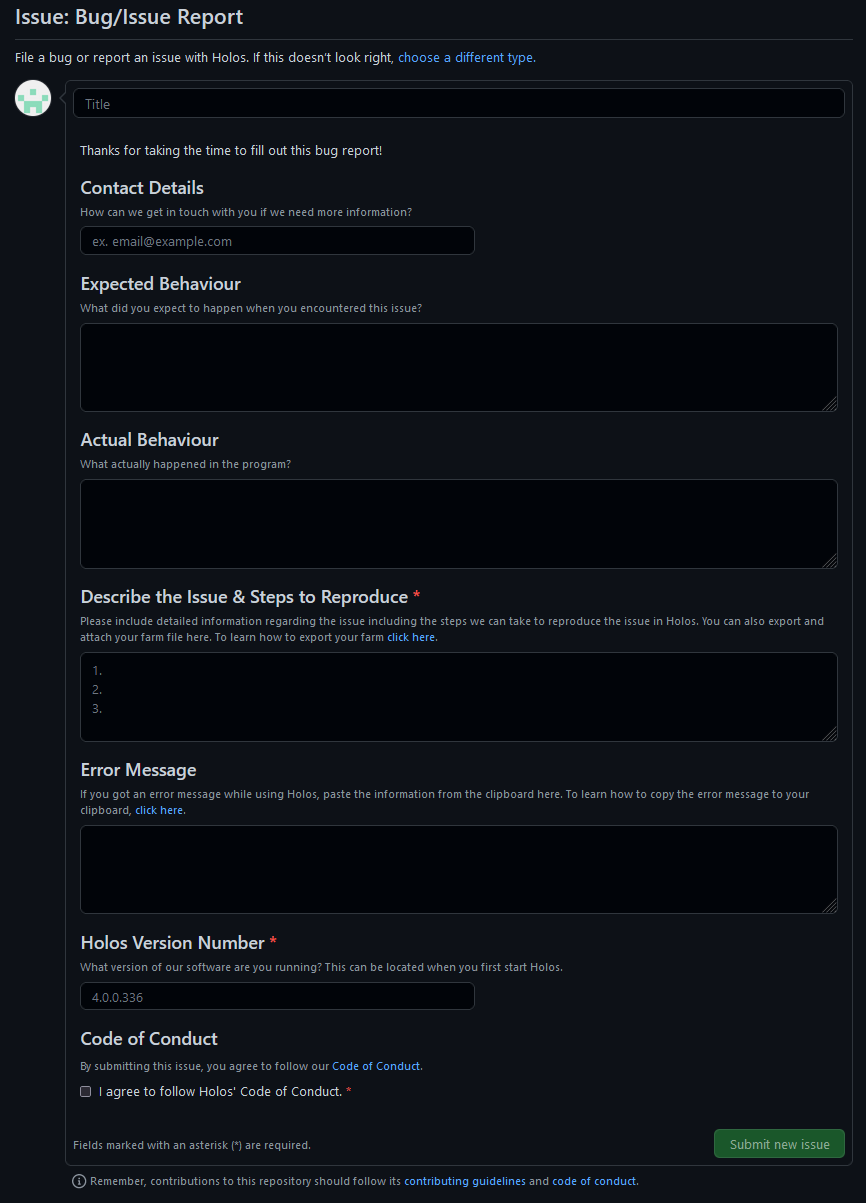 Issue: Bug/Issue Report
File a bug or report an issue with Holos. If this doesn't look right, choose a different type.
Title
Thanks for taking the time to fill out this bug report!
Contact Details
How can we get in touch with you if we need more information?
ex. email@example.com
Expected Behaviour
What did you expect to happen when you encountered this issue?
Actual Behaviour
What actually happened in the program?
Describe the Issue & Steps to Reproduce *
Please include detailed information regarding the issue including the steps we can take to reproduce the issue in Holos. You can also export and
attach your farm file here. To learn how to export your farm click here.
1.
2.
3.
Error Message
If you got an error message while using Holos, paste the information from the clipboard here. To learn how to copy the error message to your
clipboard, click here.
Holos Version Number *
What version of our software are you running? This can be located when you first start Holos.
4.0.0.336
Code of Conduct
By submitting this issue, you agree to follow our Code of Conduct.
I agree to follow Holos' Code of Conduct. *
Fields marked with an asterisk (*) are required.
Submit new issue
Remember, contributions to this repository should follow its contributing guidelines and code of conduct.